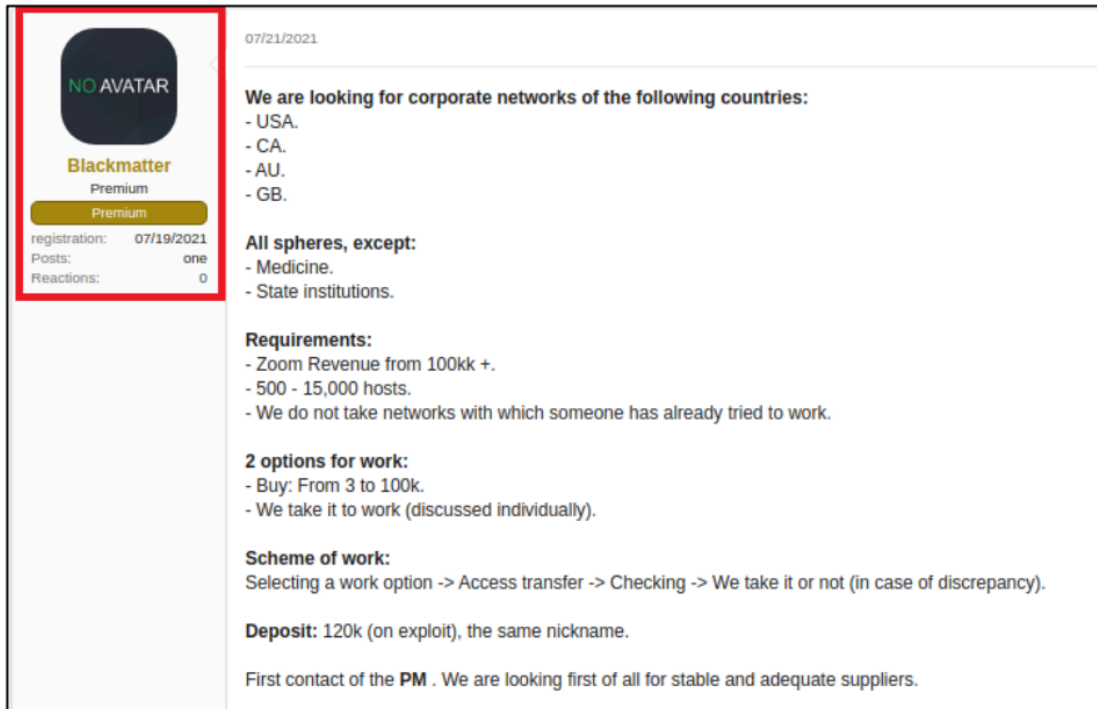 NO AVATAR
Blackmatter
Premium
Premium
registration: 07/19/2021
Posts: one
Reactions: 0
07/21/2021
We are looking for corporate networks of the following countries:
- USA.
- CA.
- AU.
- GB.
All spheres, except:
- Medicine.
- State institutions.
Requirements:
- Zoom Revenue from 100kk +.
- 500 - 15,000 hosts.
- We do not take networks with which someone has already tried to work.
2 options for work:
- Buy: From 3 to 100k.
- We take it to work (discussed individually).
Scheme of work:
Selecting a work option -> Access transfer -> Checking -> We take it or not (in case of discrepancy).
Deposit: 120k (on exploit), the same nickname.
First contact of the PM . We are looking first of all for stable and adequate suppliers.